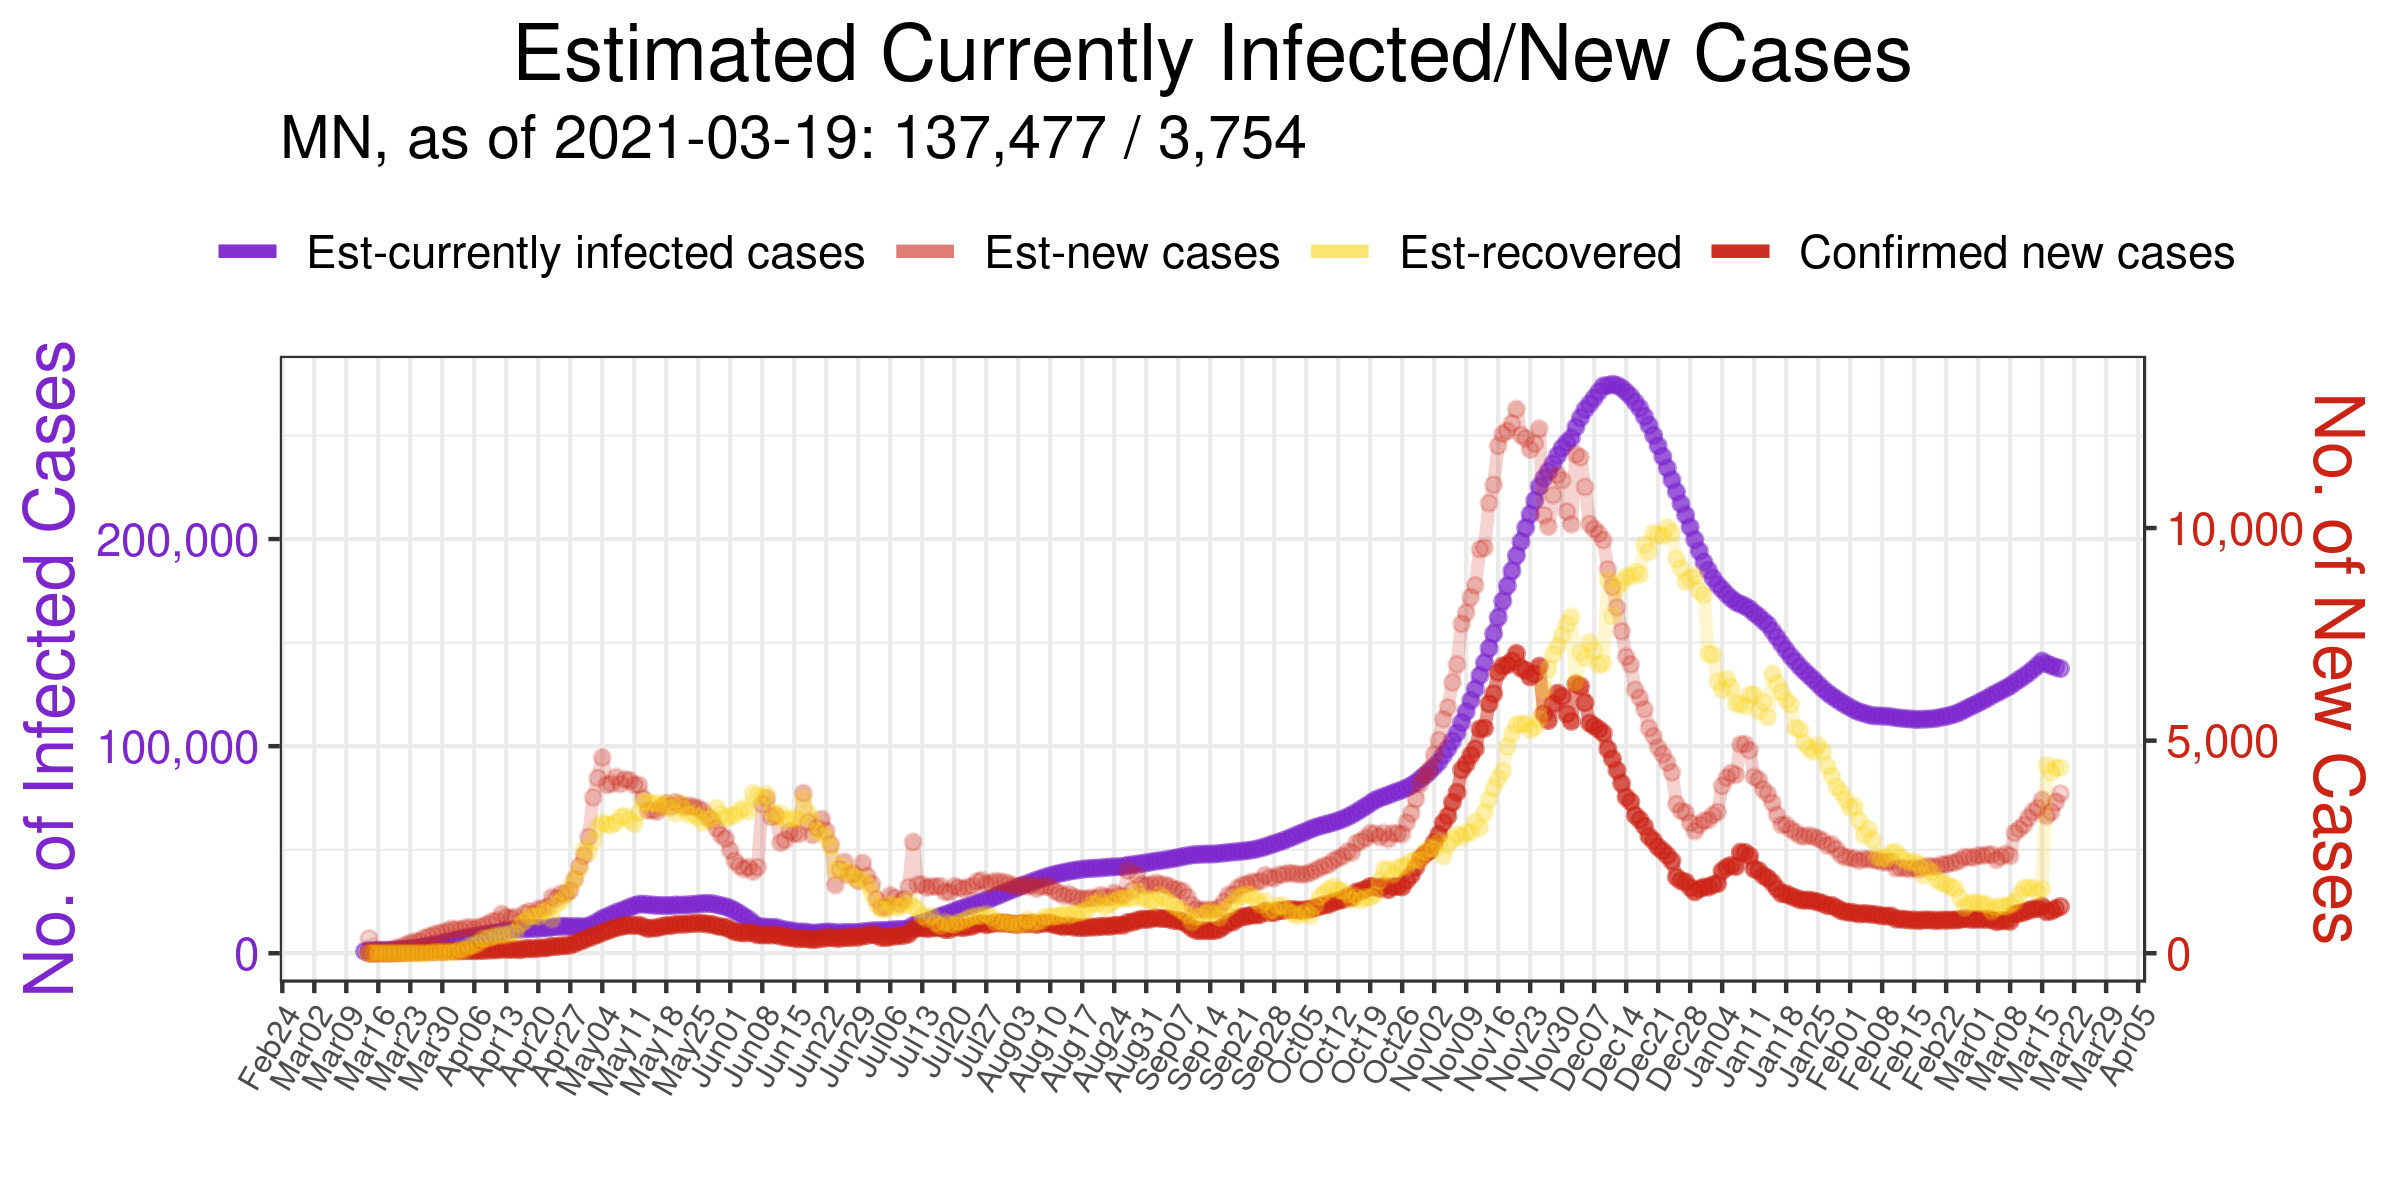 Estimated Currently Infected/New Cases
MN, as of 2021-03-19: 137,477 / 3,754
Est-currently infected cases Est-new cases Est-recovered Confirmed new cases
No. of Infected Cases
200,000
100,000
0
10,000
5,000
0
No. of New Cases
Feb24 Mar02 Mar09 Mar16 Mar23 Mar30 Apr06 Apr13 Apr20 Apr27 May04 May11 May18 May25 Jun01 Jun08 Jun15 Jun22 Jun29 Jul06 Jul13 Jul20 Jul27 Aug03 Aug10 Aug17 Aug24 Aug31 Sep07 Sep14 Sep21 Sep28 Oct05 Oct12 Oct19 Oct26 Nov02 Nov09 Nov16 Nov23 Nov30 Dec07 Dec14 Dec21 Dec28 Jan04 Jan11 Jan18 Jan25 Feb01 Feb08 Feb15 Feb22 Mar01 Mar08 Mar15 Mar22 Mar29 Apr05